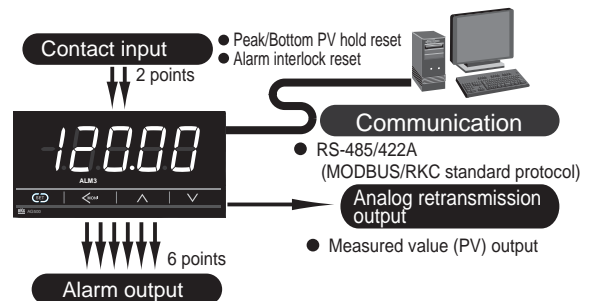 Contact input
● Peak/Bottom PV hold reset
● Alarm interlock reset
2 points
120.00
ALM3
SET
Communication
● RS-485/422A
(MODBUS/RKC standard protocol)
Analog retransmission
output
● Measured value (PV) output
6 points
Alarm output